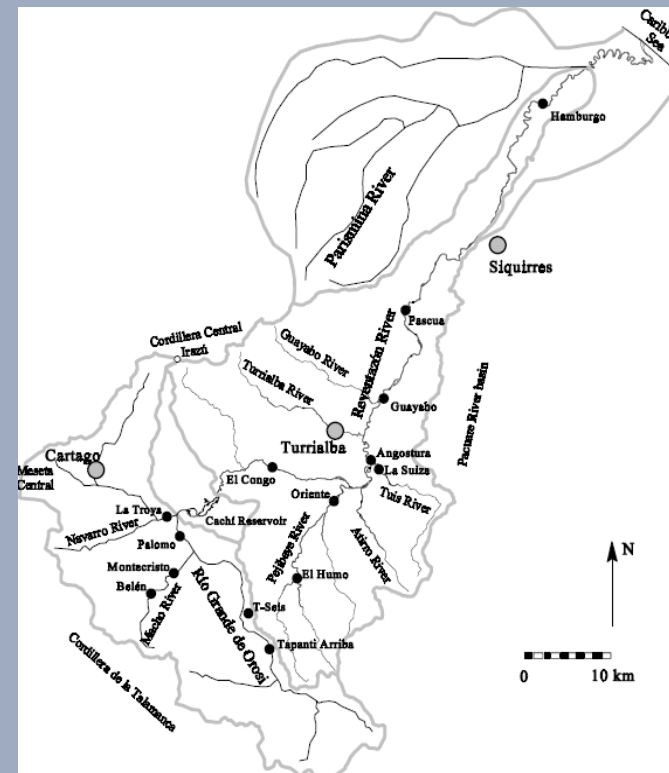 Caribb
Sea
Hamburgo
Pariamina River
Siquirres
Pascua
Cordillera Central
Irazú
Guayabo River
Reventazón River
Turrialba River
Guayabo
Pacuare River basin
Turrialba
Cartago
Meseta
Central
Angostura
La Suiza
El Congo
Oriente
Tuis River
La Troya
Cachí Reservoir
Navarro River
Palomo
Pejibaye River
Atirro River
Montecristo
El Humo
N
Belén
Macho River
Río Grande de Orosi
T-Seis
Tapanti Arriba
Cordillera de la Talamanca
0 10 km